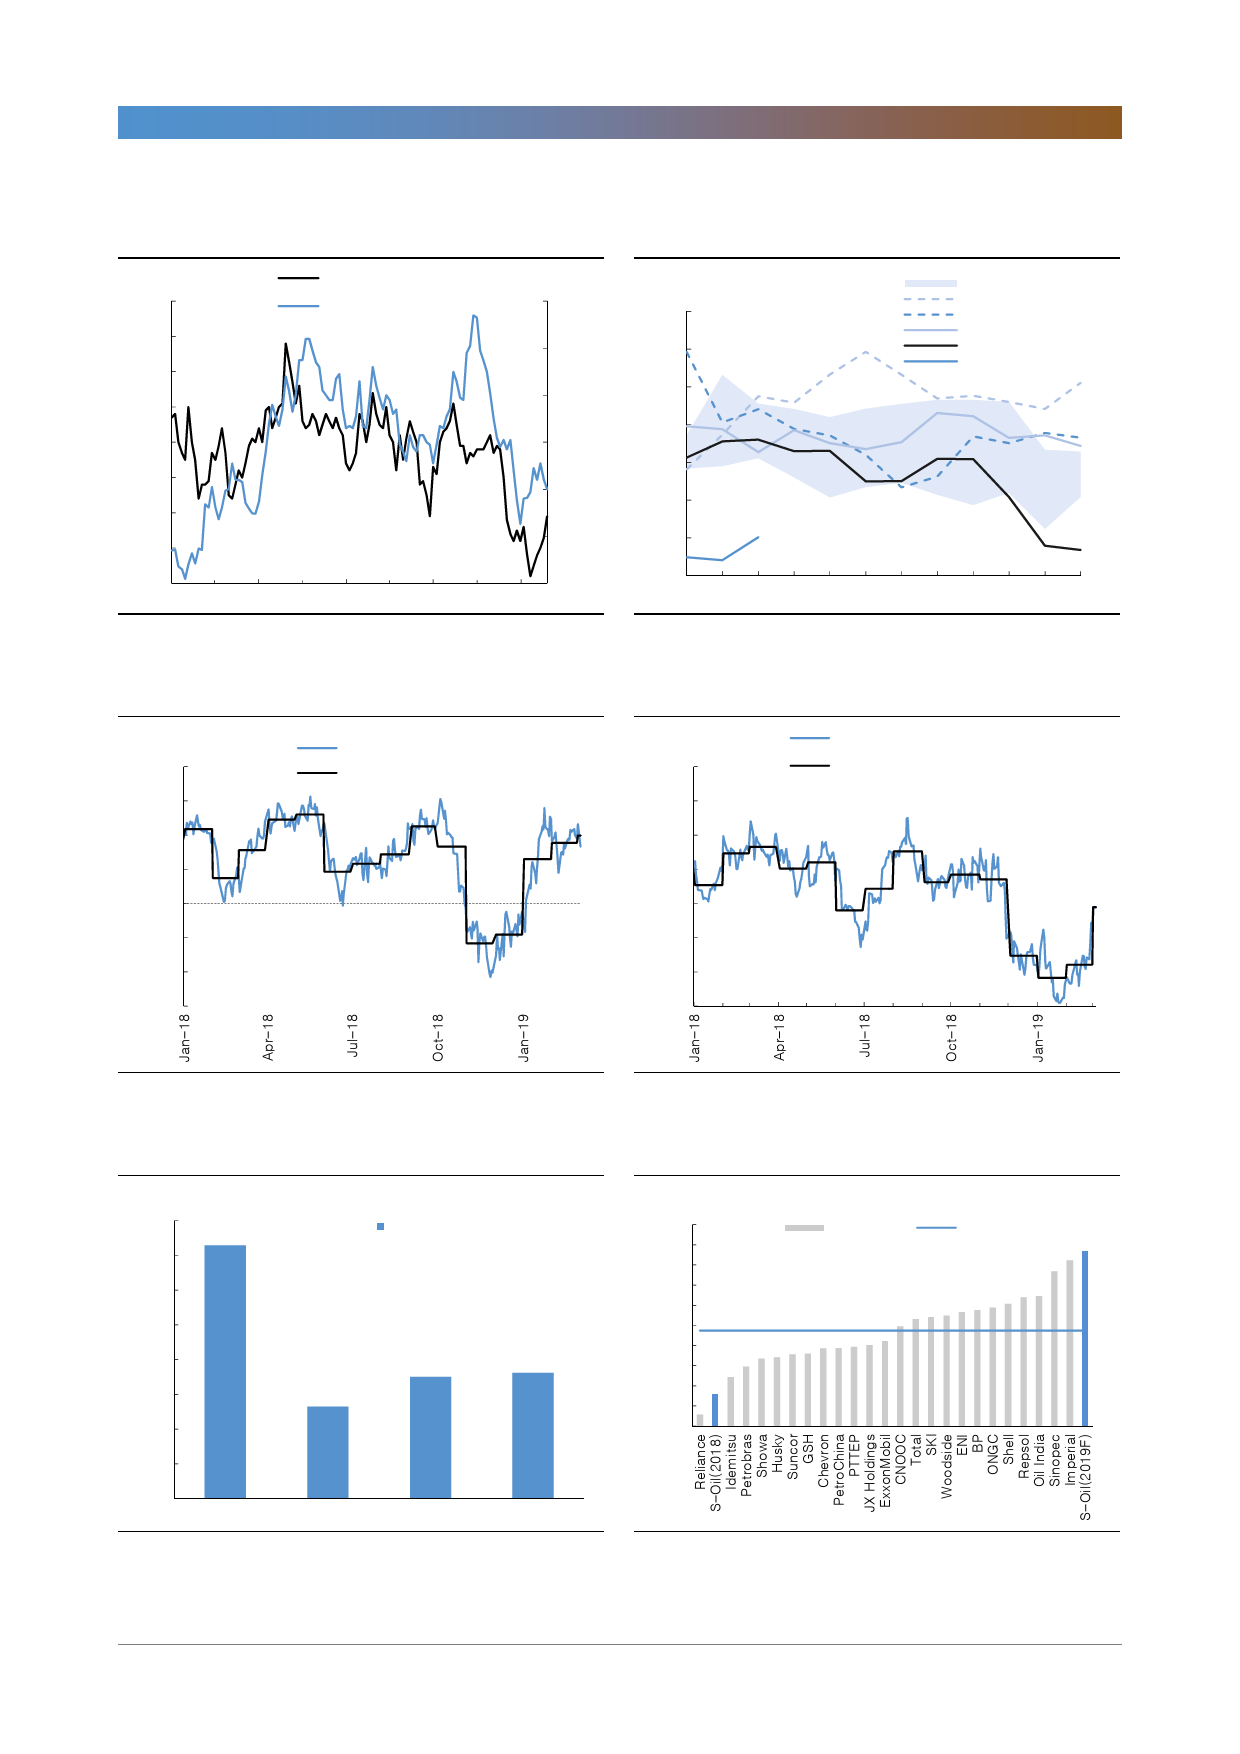 Jan-18
Apr-18
Jul-18
Oct-18
Jan-19
Jan-18
Apr-18
Jul-18
Oct-18
Jan-19
Reliance
S-Oil(2018)
Idemitsu
Petrobras
Showa
Husky
Suncor
GSH
Chevron
PetroChina
PTTEP
JX Holdings
ExxonMobil
CNOOC
Total
SKI
Woodside
ENI
BP
ONGC
Shell
Repsol
Oil India
Sinopec
Imperial
S-Oil(2019F)